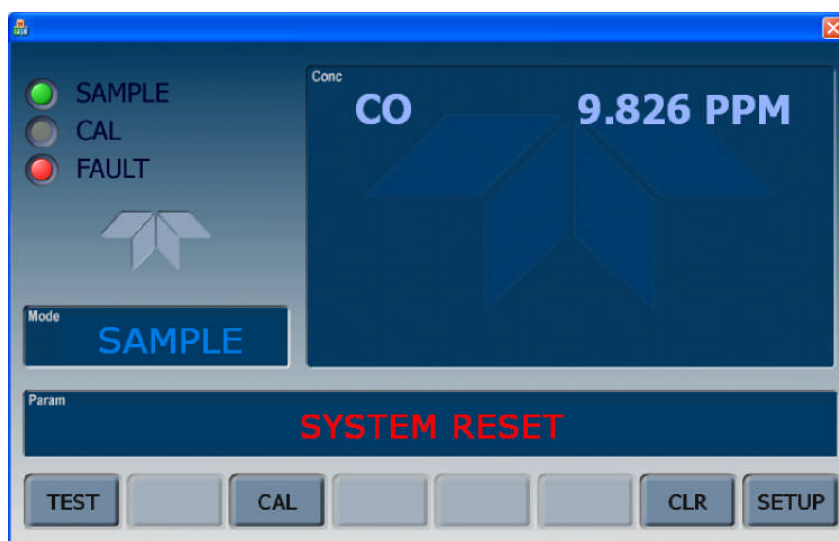 SAMPLE
CAL
FAULT
Conc
CO 9.826 PPM
Mode
SAMPLE
Param
SYSTEM RESET
TEST CAL CLR SETUP